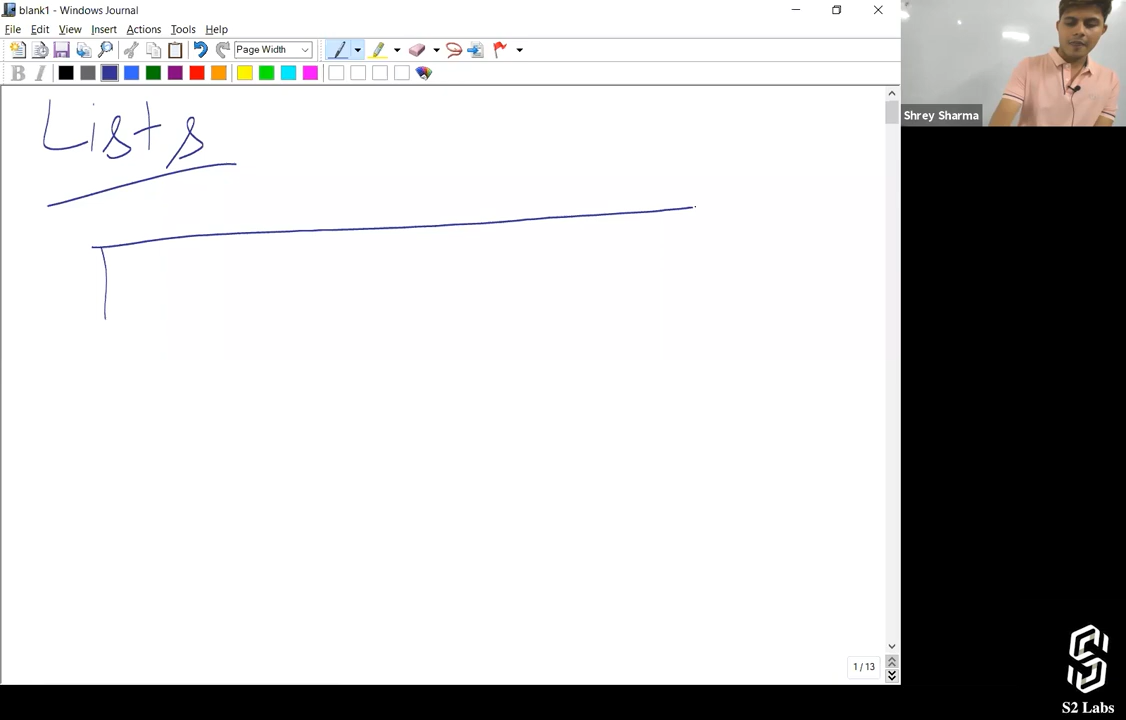 blank1 - Windows Journal
File Edit View Insert Actions Tools Help
Page Width
B I
Lists
Shrey Sharma
1 / 13
S2 Labs